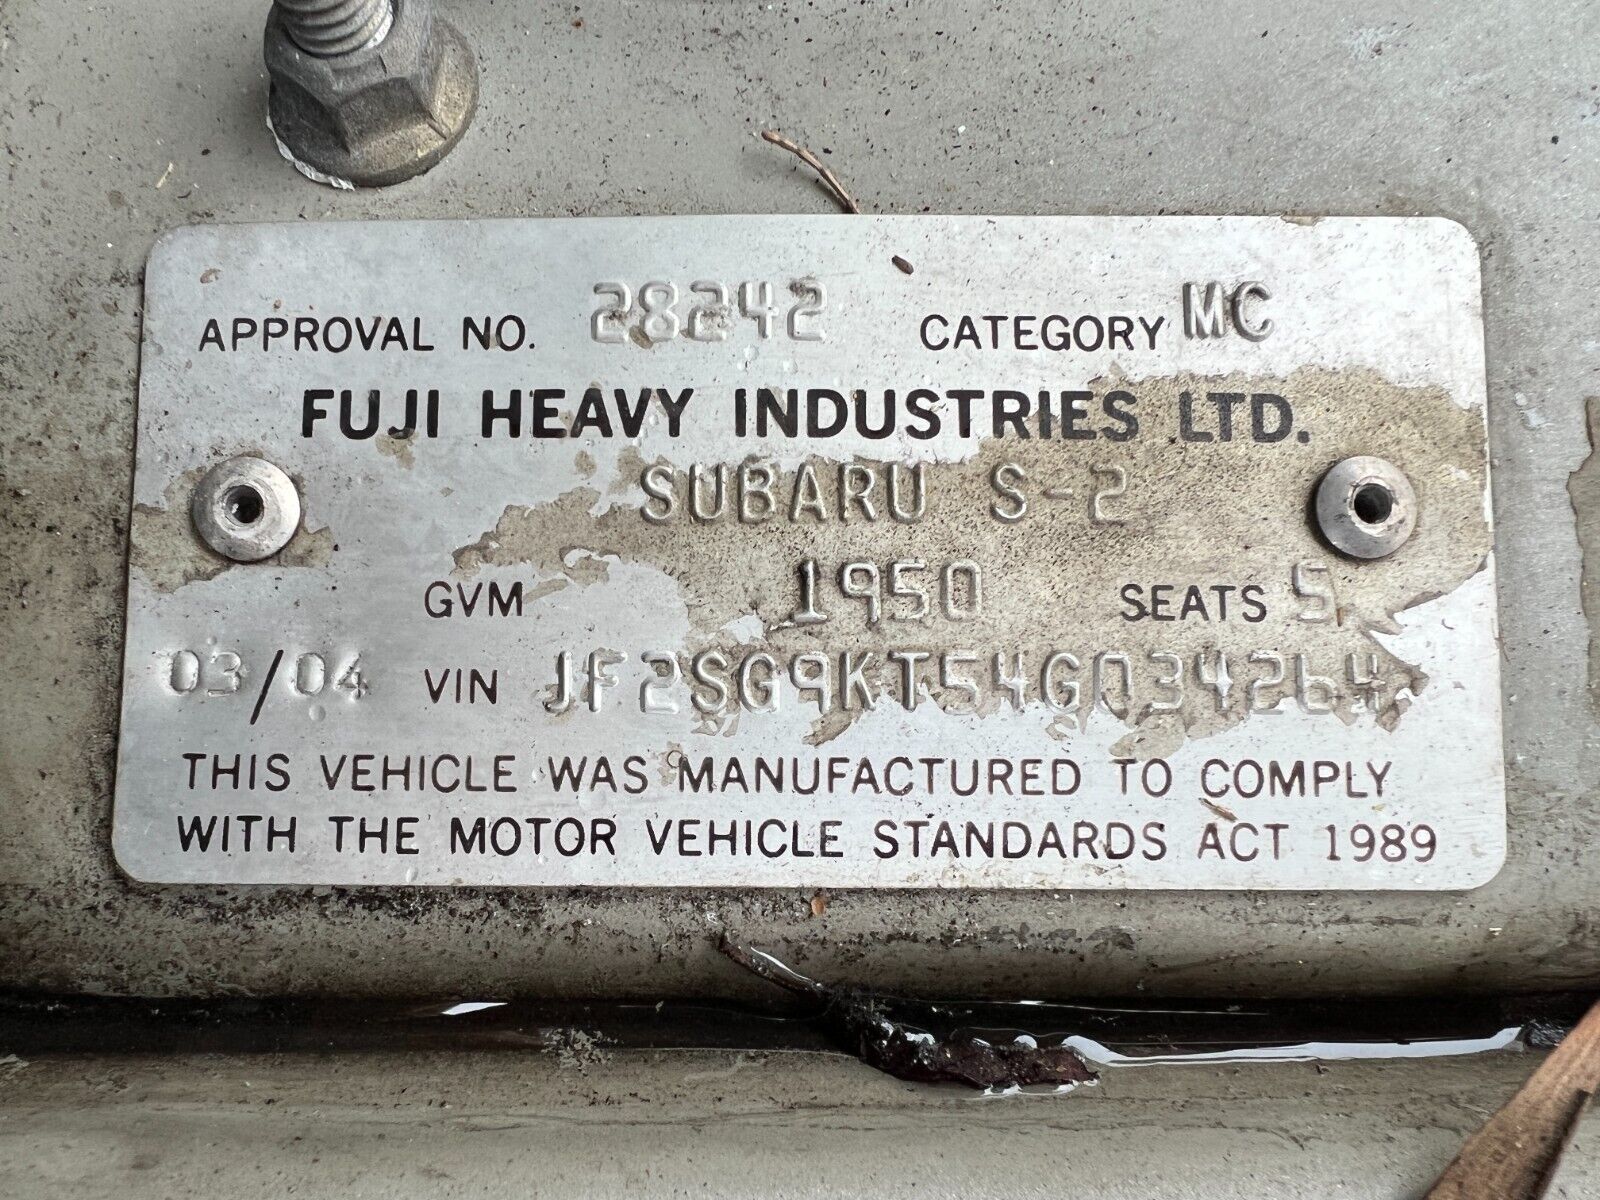 APPROVAL NO. 28242 CATEGORY MC
FUJI HEAVY INDUSTRIES LTD.
SUBARU S-2
GVM 1950 SEATS 5
03/04 VIN JF2SG9KT54G034264
THIS VEHICLE WAS MANUFACTURED TO COMPLY
WITH THE MOTOR VEHICLE STANDARDS ACT 1989